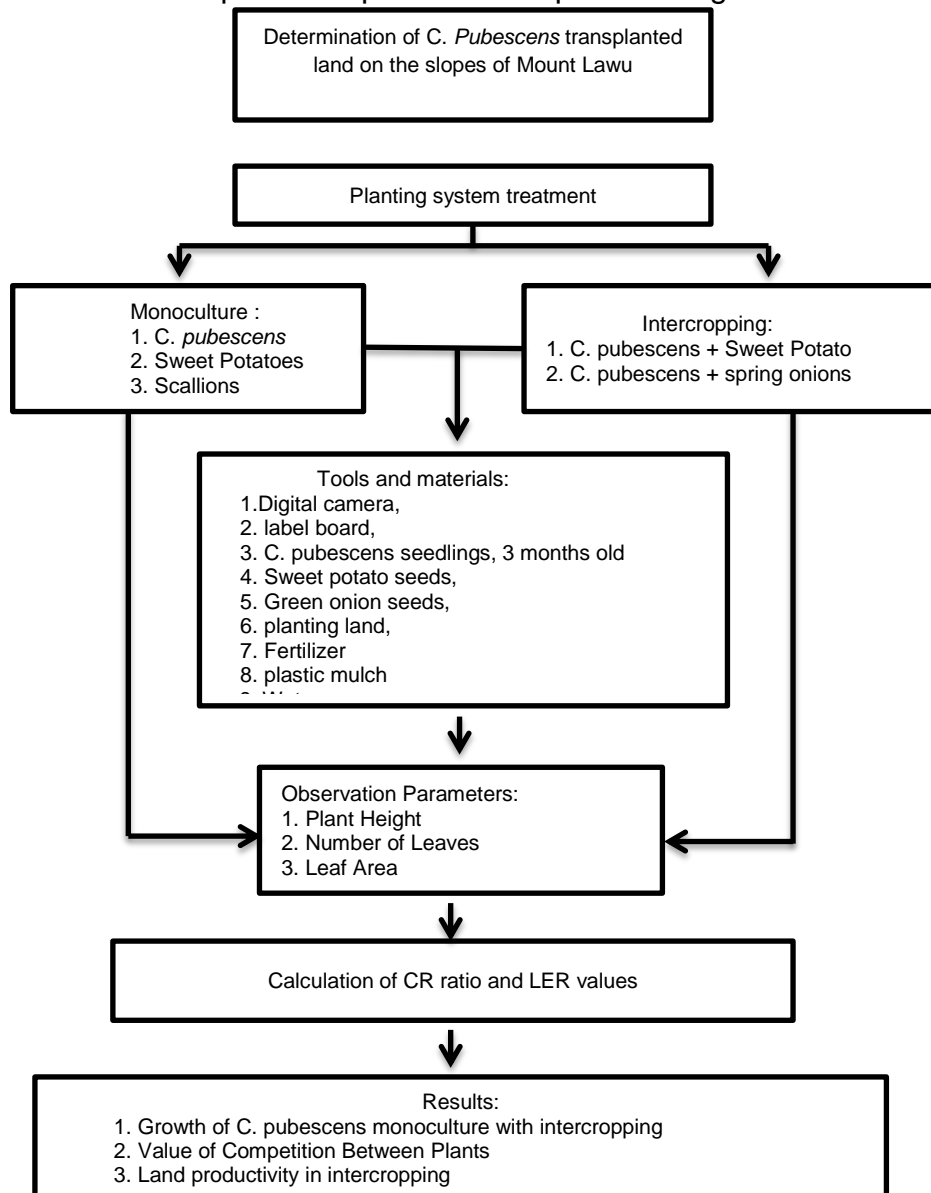 Determination of C. Pubescens transplanted
land on the slopes of Mount Lawu
Planting system treatment
Monoculture :
1. C. pubescens
2. Sweet Potatoes
3. Scallions
Intercropping:
1. C. pubescens + Sweet Potato
2. C. pubescens + spring onions
Tools and materials:
1.Digital camera,
2. label board,
3. C. pubescens seedlings, 3 months old
4. Sweet potato seeds,
5. Green onion seeds,
6. planting land,
7. Fertilizer
8. plastic mulch
Observation Parameters:
1. Plant Height
2. Number of Leaves
3. Leaf Area
Calculation of CR ratio and LER values
Results:
1. Growth of C. pubescens monoculture with intercropping
2. Value of Competition Between Plants
3. Land productivity in intercropping